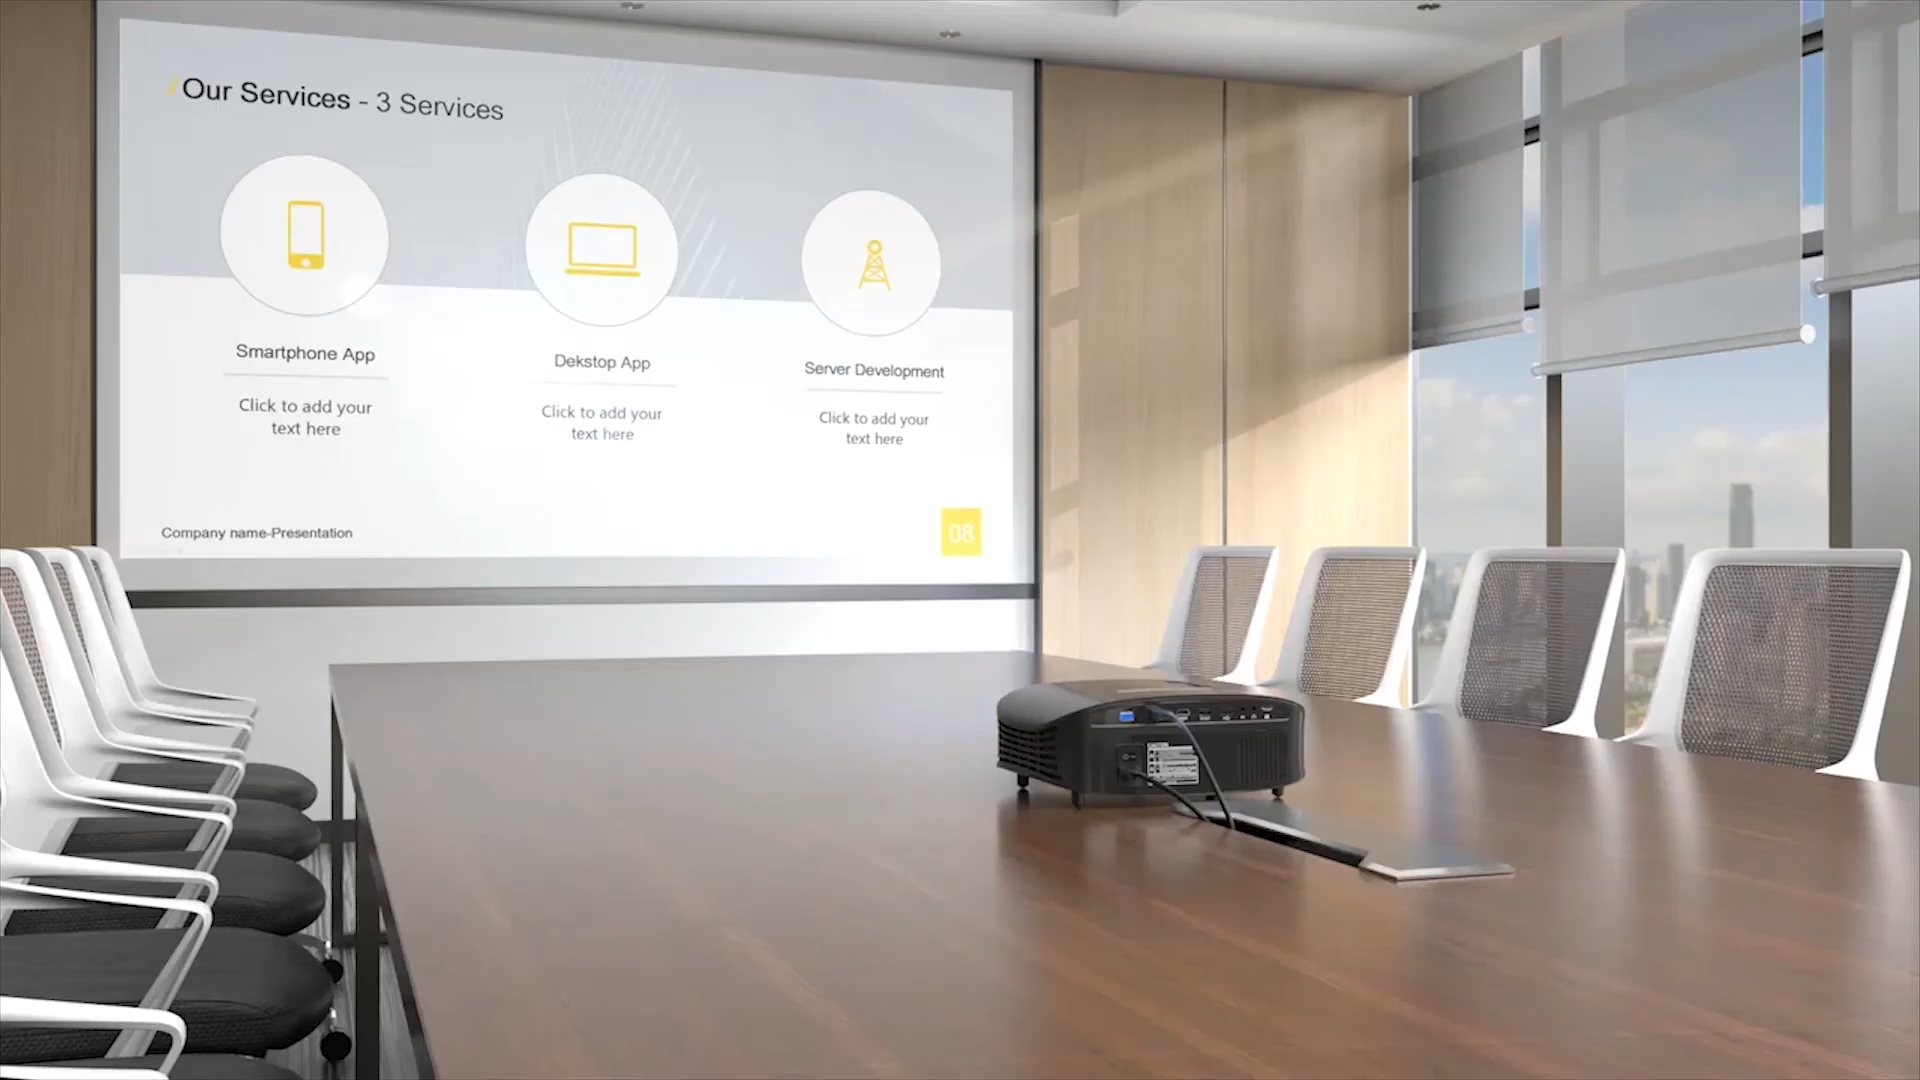 Our Services - 3 Services
Smartphone App
Dekstop App
Server Development
Click to add your
text here
Click to add your
text here
Click to add your
text here
Company name-Presentation
08